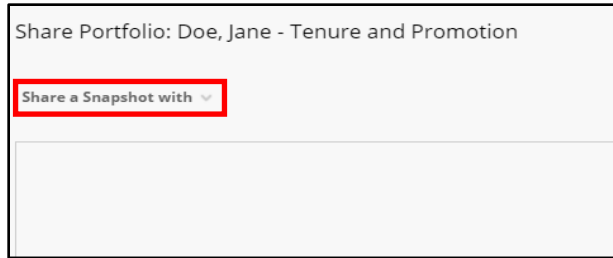 Share Portfolio: Doe, Jane - Tenure and Promotion
Share a Snapshot with